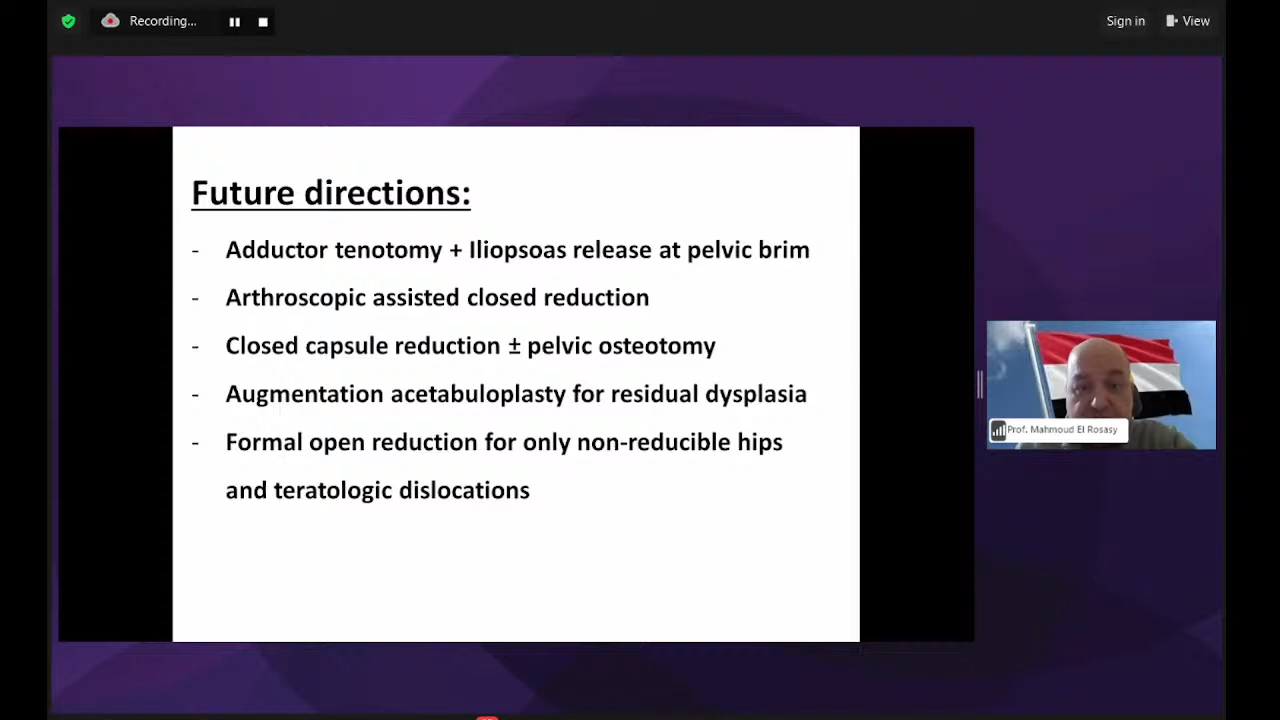 Recording...
Sign in
View
Future directions:
- Adductor tenotomy + Iliopsoas release at pelvic brim
- Arthroscopic assisted closed reduction
- Closed capsule reduction ± pelvic osteotomy
- Augmentation acetabuloplasty for residual dysplasia
- Formal open reduction for only non-reducible hips
and teratologic dislocations
Prof. Mahmoud El Rosasy